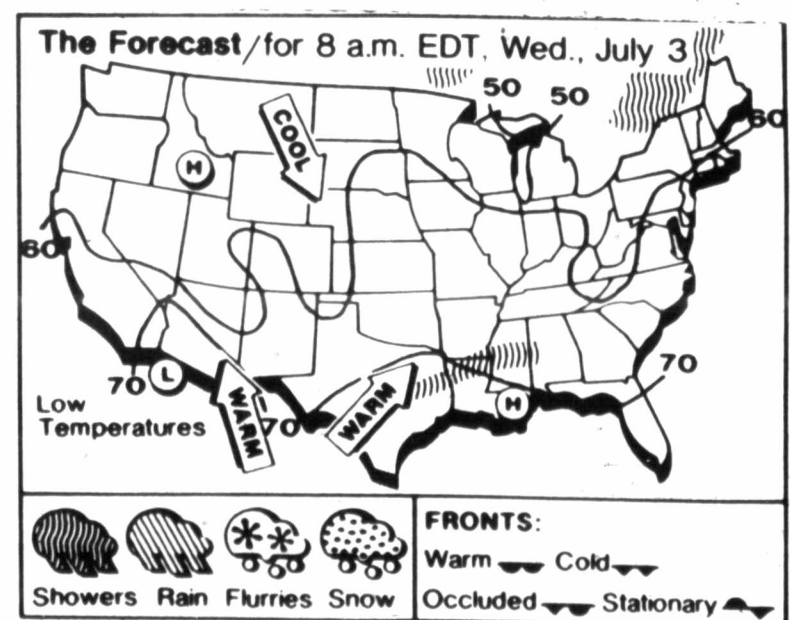 The Forecast/for 8 a.m. EDT, Wed., July 3
50 50
60
COOL
H
60
70
L
WARM
70
WARM
H
70
Low
Temperatures
Showers Rain Flurries Snow
FRONTS:
Warm Cold
Occluded Stationary